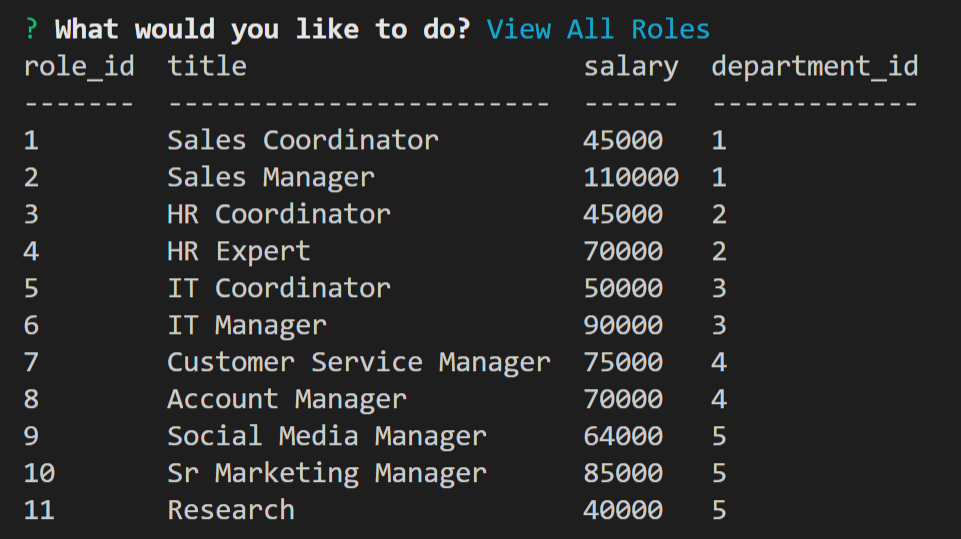 ? What would you like to do? View All Roles
role_id  title                     salary  department_id
-------  ------------------------  ------  -------------
1        Sales Coordinator         45000   1
2        Sales Manager             110000  1
3        HR Coordinator            45000   2
4        HR Expert                 70000   2
5        IT Coordinator            50000   3
6        IT Manager                90000   3
7        Customer Service Manager  75000   4
8        Account Manager           70000   4
9        Social Media Manager      64000   5
10       Sr Marketing Manager      85000   5
11       Research                  40000   5